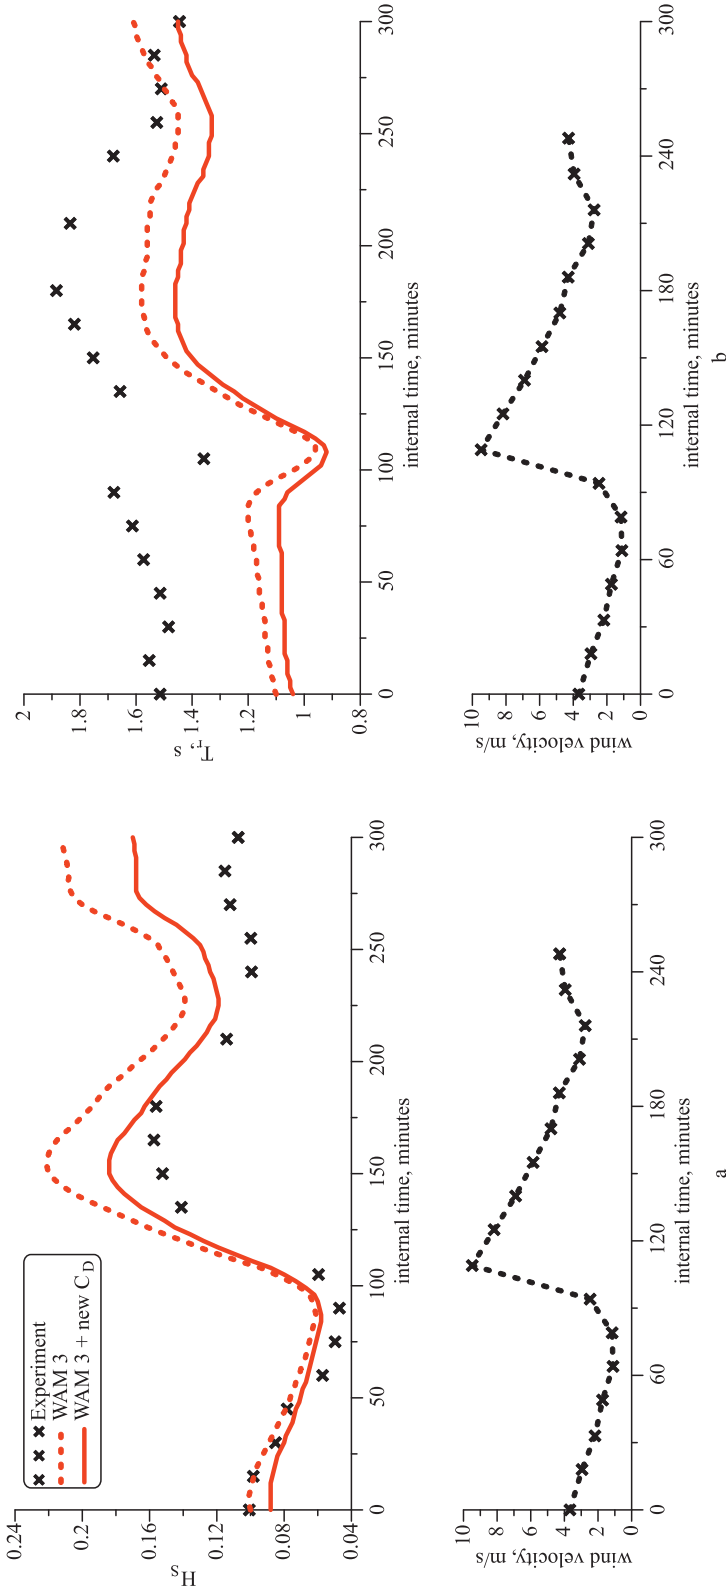 0.24
0.2
0.16
0.12
0.08
0.04
H_S
Experiment
WAM 3
WAM 3 + new C_D
0 50 100 150 200 250 300
internal time, minutes
10
8
6
4
2
0
wind velocity, m/s
0 60 120 180 240 300
internal time, minutes
a
2
1.8
1.6
1.4
1.2
1
0.8
T_r, s
0 50 100 150 200 250 300
internal time, minutes
10
8
6
4
2
0
wind velocity, m/s
0 60 120 180 240 300
internal time, minutes
b